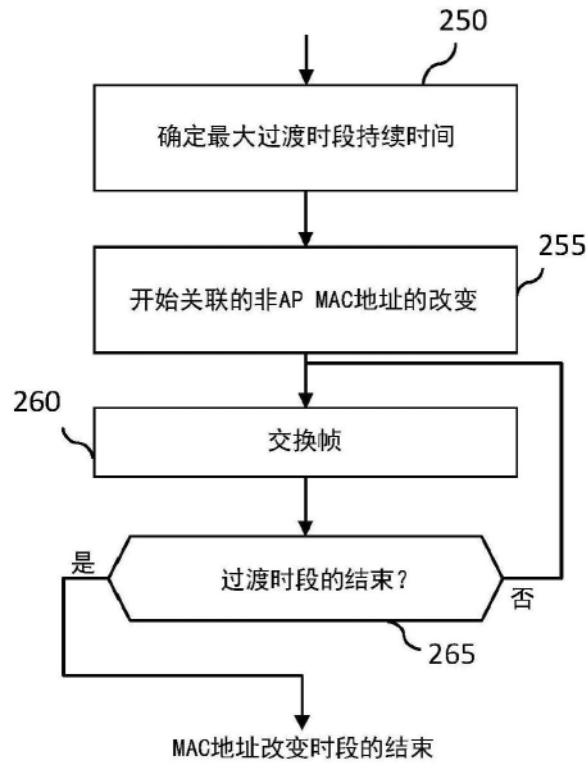 250
确定最大过渡时段持续时间
255
开始关联的非AP MAC地址的改变
260
交换帧
是
过渡时段的结束?
否
265
MAC地址改变时段的结束